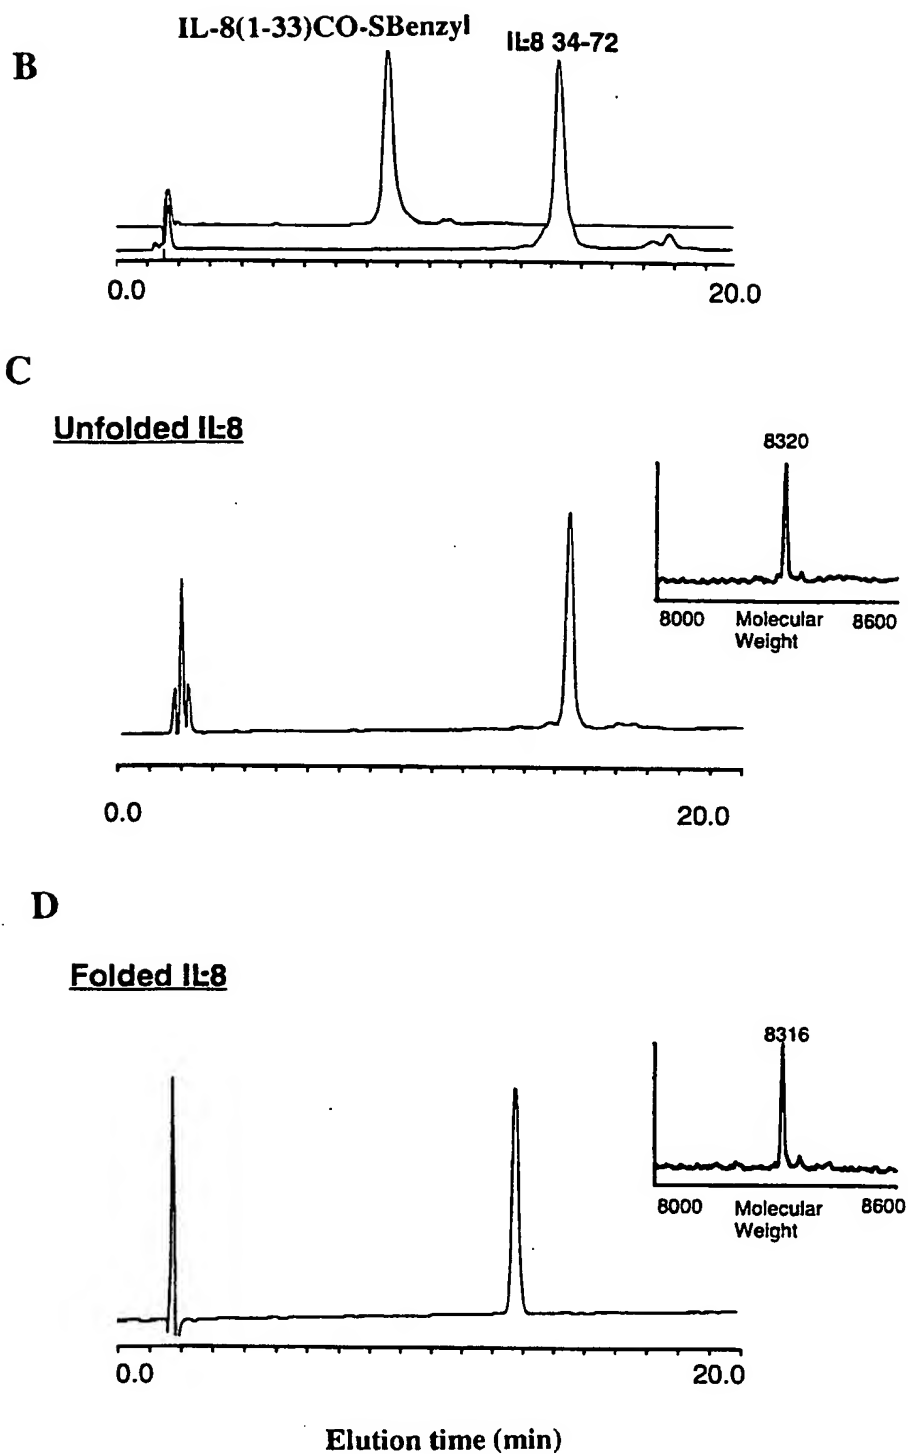 B
IL-8(1-33)CO-SBenzyl
IL-8 34-72
0.0 20.0
C
Unfolded IL-8
8320
8000 Molecular Weight 8600
0.0 20.0
D
Folded IL-8
8316
8000 Molecular Weight 8600
0.0 20.0
Elution time (min)